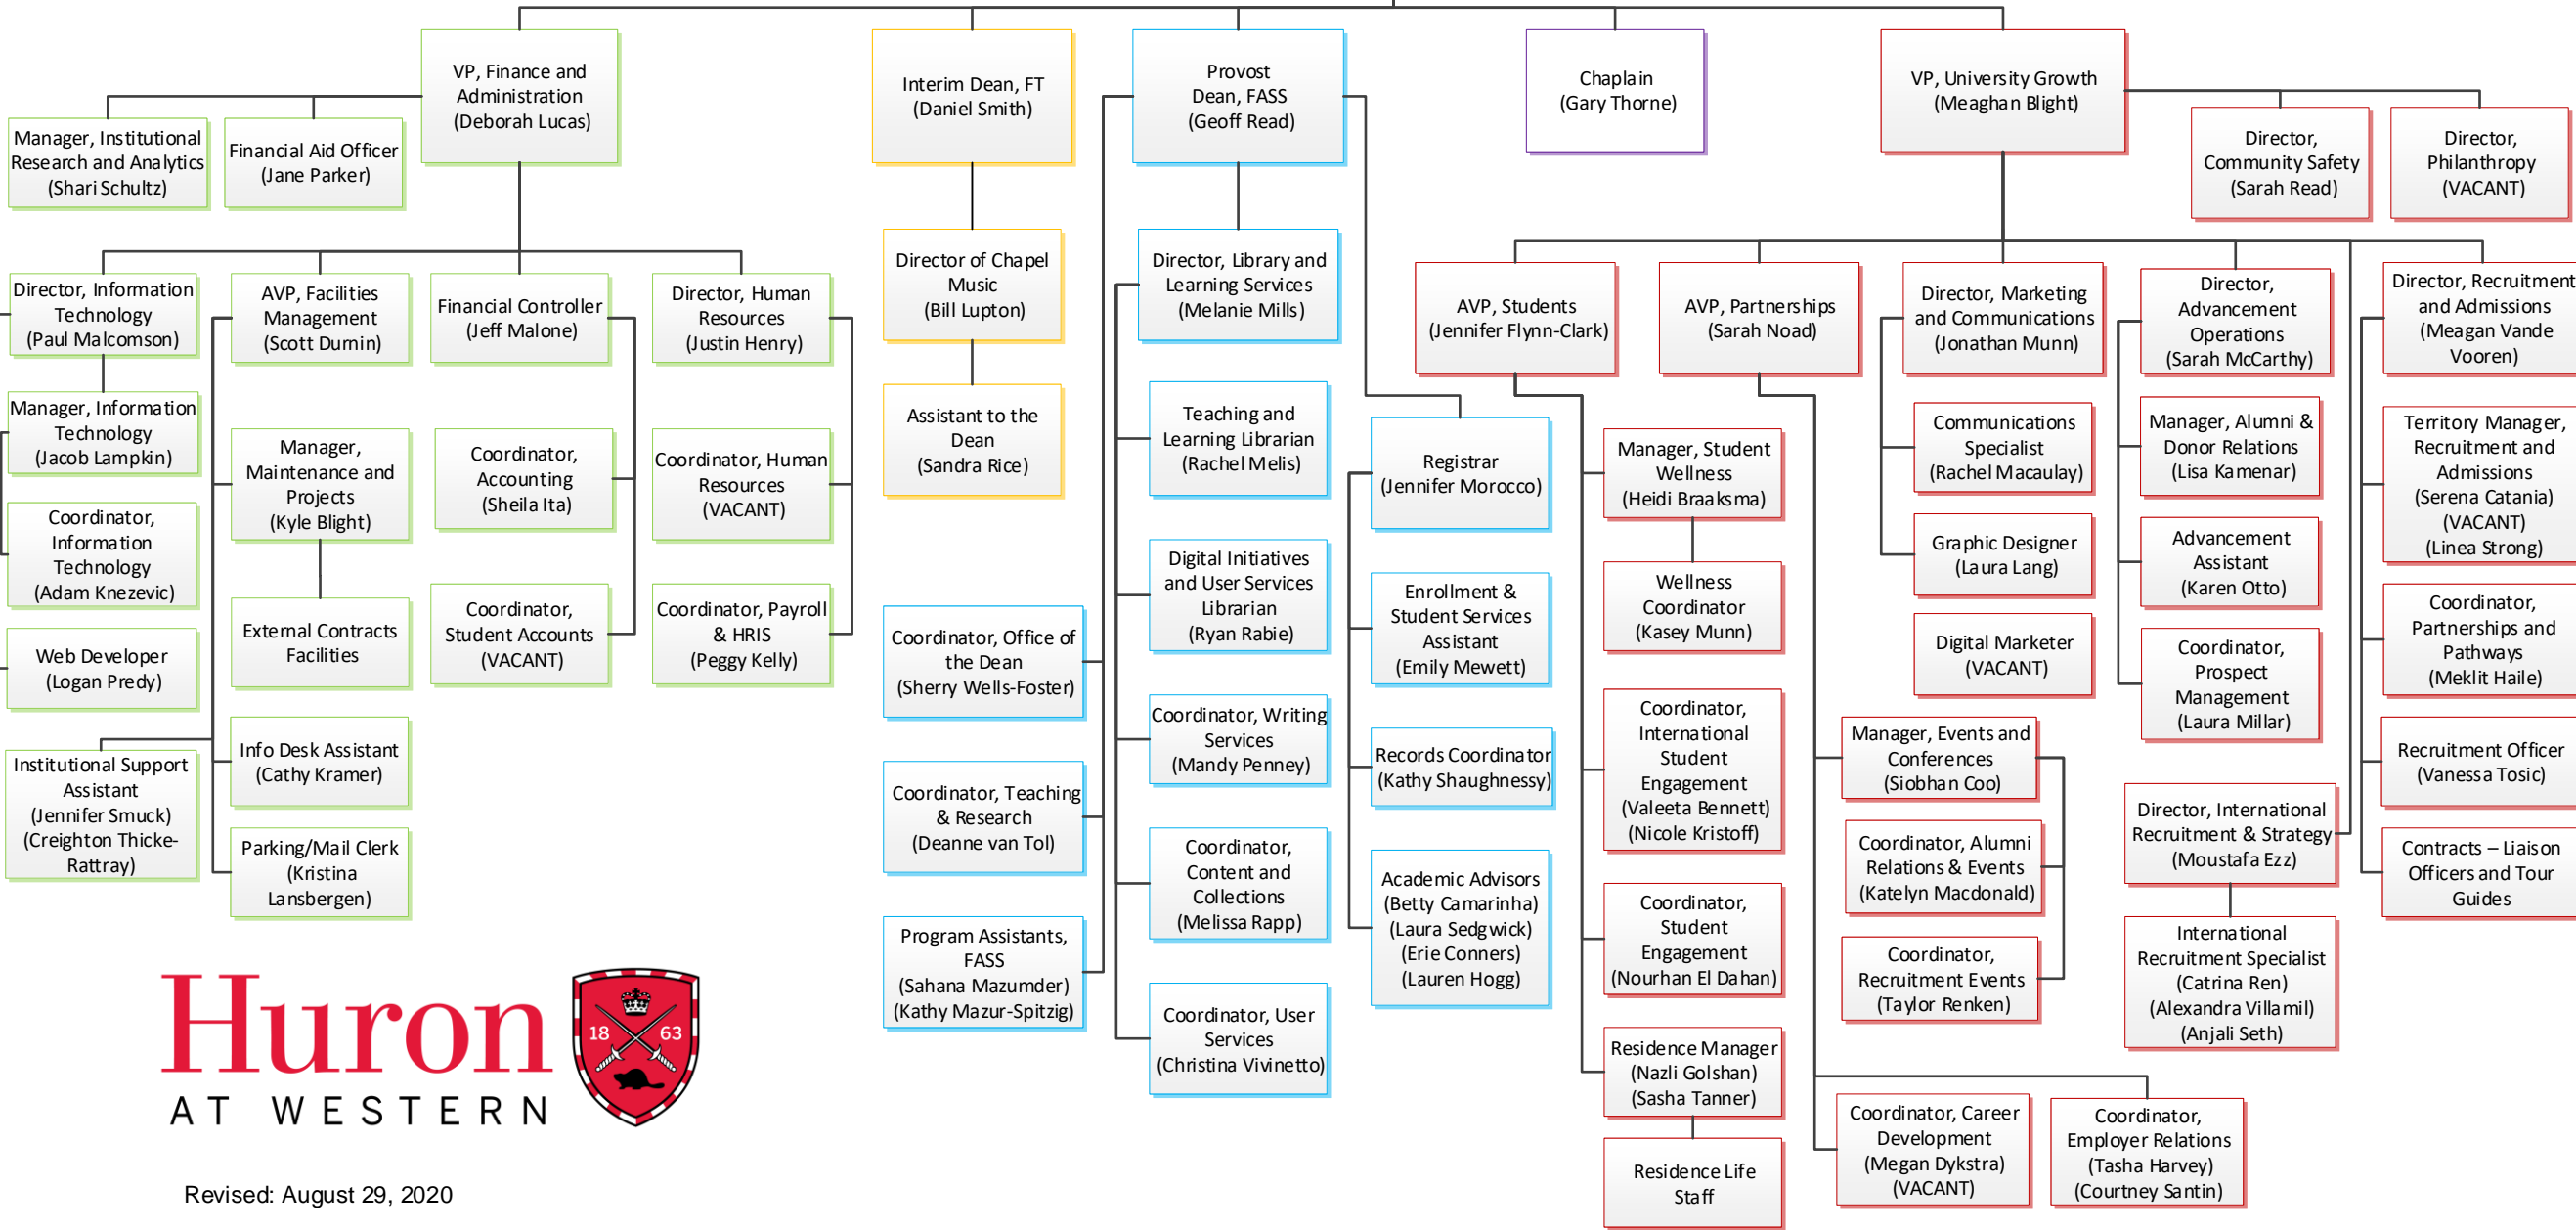 VP, Finance and
Administration
(Deborah Lucas)
Manager, Institutional
Research and Analytics
(Shari Schultz)
Financial Aid Officer
(Jane Parker)
Director, Information
Technology
(Paul Malcomson)
Manager, Information
Technology
(Jacob Lampkin)
Coordinator,
Information
Technology
(Adam Knezevic)
Web Developer
(Logan Predy)
Institutional Support
Assistant
(Jennifer Smuck)
(Creighton Thicke-
Rattray)
AVP, Facilities
Management
(Scott Durnin)
Manager,
Maintenance and
Projects
(Kyle Blight)
External Contracts
Facilities
Info Desk Assistant
(Cathy Kramer)
Parking/Mail Clerk
(Kristina
Lansbergen)
Financial Controller
(Jeff Malone)
Coordinator,
Accounting
(Sheila Ita)
Coordinator,
Student Accounts
(VACANT)
Director, Human
Resources
(Justin Henry)
Coordinator, Human
Resources
(VACANT)
Coordinator, Payroll
& HRIS
(Peggy Kelly)
Interim Dean, FT
(Daniel Smith)
Director of Chapel
Music
(Bill Lupton)
Assistant to the
Dean
(Sandra Rice)
Provost
Dean, FASS
(Geoff Read)
Coordinator, Office of
the Dean
(Sherry Wells-Foster)
Coordinator, Teaching
& Research
(Deanne van Tol)
Program Assistants,
FASS
(Sahana Mazumder)
(Kathy Mazur-Spitzig)
Director, Library and
Learning Services
(Melanie Mills)
Teaching and
Learning Librarian
(Rachel Melis)
Digital Initiatives
and User Services
Librarian
(Ryan Rabie)
Coordinator, Writing
Services
(Mandy Penney)
Coordinator,
Content and
Collections
(Melissa Rapp)
Coordinator, User
Services
(Christina Vivinetto)
Registrar
(Jennifer Morocco)
Enrollment &
Student Services
Assistant
(Emily Mewett)
Records Coordinator
(Kathy Shaughnessy)
Academic Advisors
(Betty Camarinha)
(Laura Sedgwick)
(Erie Conners)
(Lauren Hogg)
Chaplain
(Gary Thorne)
VP, University Growth
(Meaghan Blight)
Director,
Community Safety
(Sarah Read)
Director,
Philanthropy
(VACANT)
AVP, Students
(Jennifer Flynn-Clark)
Manager, Student
Wellness
(Heidi Braaksma)
Wellness
Coordinator
(Kasey Munn)
Coordinator,
International
Student
Engagement
(Valeeta Bennett)
(Nicole Kristoff)
Coordinator,
Student
Engagement
(Nourhan El Dahan)
Residence Manager
(Nazli Golshan)
(Sasha Tanner)
Residence Life
Staff
AVP, Partnerships
(Sarah Noad)
Manager, Events and
Conferences
(Siobhan Coo)
Coordinator, Alumni
Relations & Events
(Katelyn Macdonald)
Coordinator,
Recruitment Events
(Taylor Renken)
Coordinator, Career
Development
(Megan Dykstra)
(VACANT)
Coordinator,
Employer Relations
(Tasha Harvey)
(Courtney Santin)
Director, Marketing
and Communications
(Jonathan Munn)
Communications
Specialist
(Rachel Macaulay)
Graphic Designer
(Laura Lang)
Digital Marketer
(VACANT)
Director,
Advancement
Operations
(Sarah McCarthy)
Manager, Alumni &
Donor Relations
(Lisa Kamenar)
Advancement
Assistant
(Karen Otto)
Coordinator,
Prospect
Management
(Laura Millar)
Director, International
Recruitment & Strategy
(Moustafa Ezz)
International
Recruitment Specialist
(Catrina Ren)
(Alexandra Villamil)
(Anjali Seth)
Director, Recruitment
and Admissions
(Meagan Vande
Vooren)
Territory Manager,
Recruitment and
Admissions
(Serena Catania)
(VACANT)
(Linea Strong)
Coordinator,
Partnerships and
Pathways
(Meklit Haile)
Recruitment Officer
(Vanessa Tosic)
Contracts – Liaison
Officers and Tour
Guides
Huron
AT WESTERN
18 63
Revised: August 29, 2020